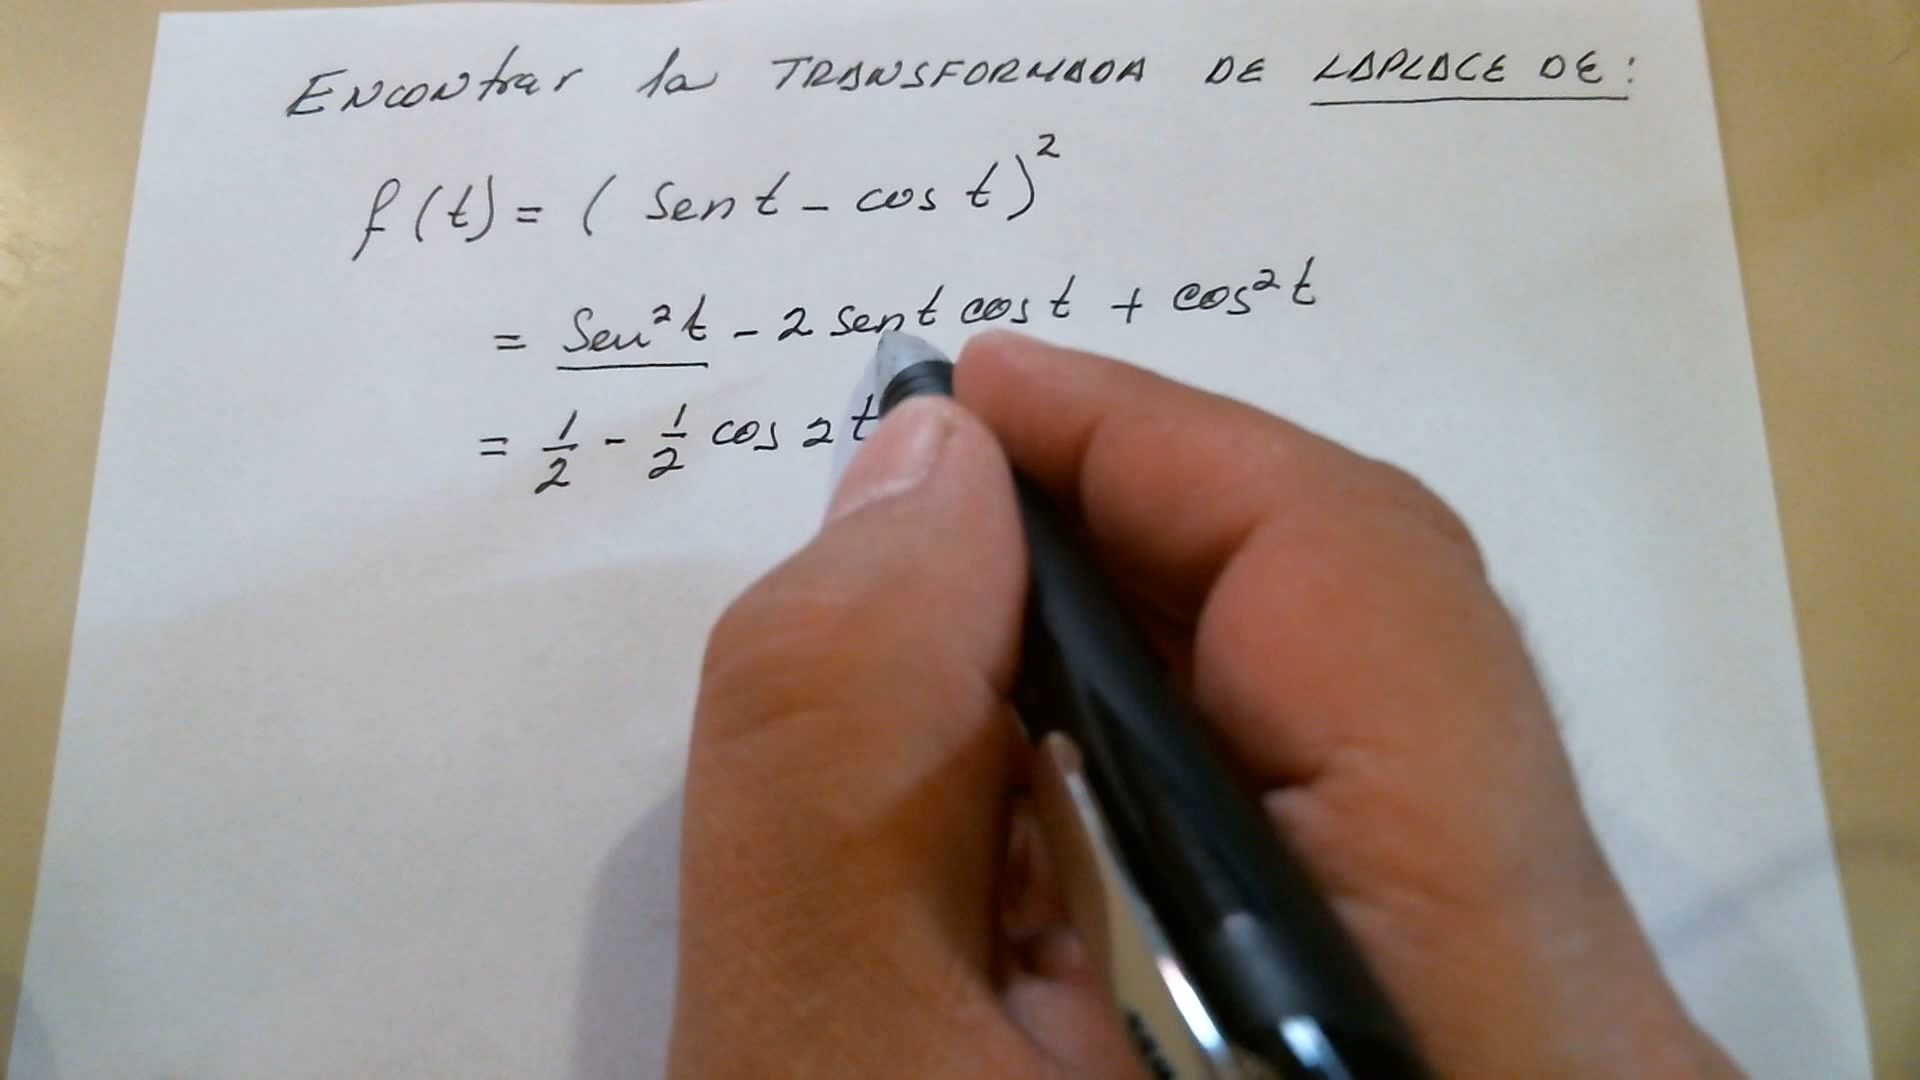 Encontrar la TRANSFORMADA DE LAPLACE DE:
f(t) = (sent - cos t)²
= Sen²t - 2 sent cos t + cos²t
= 1/2 - 1/2 cos 2t